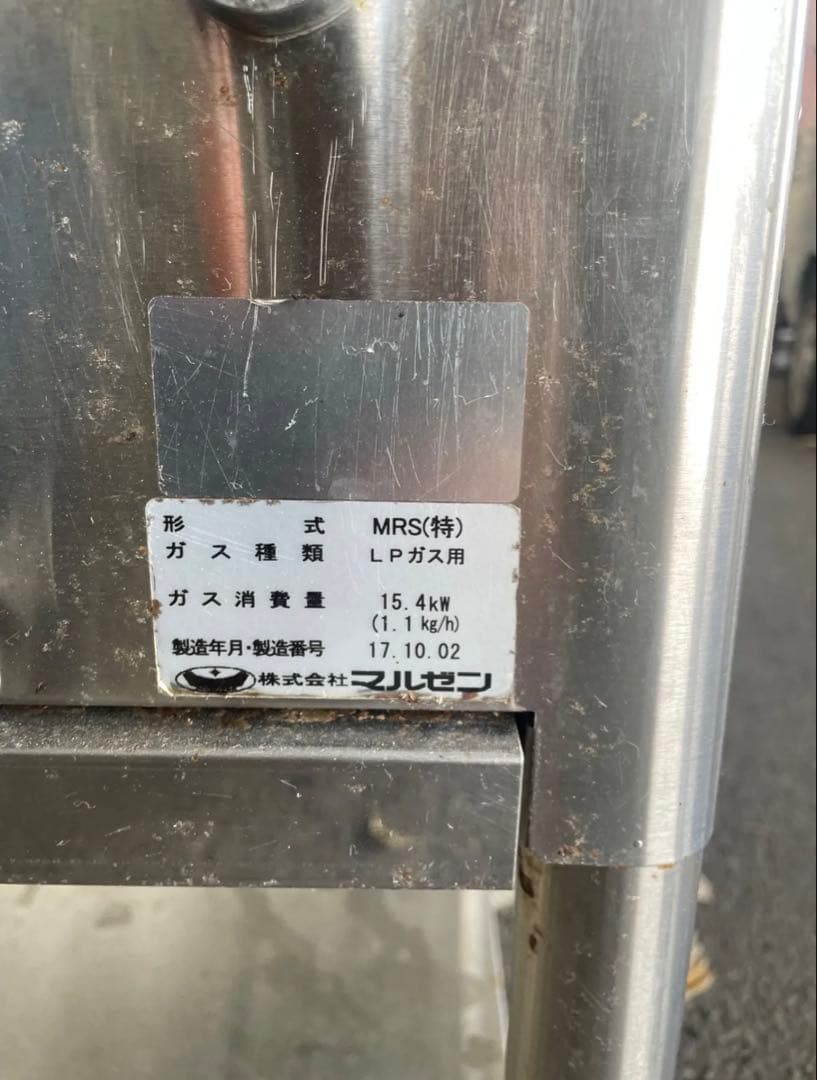 形式 MRS(特)
ガス種類 LPガス用
ガス消費量 15.4kW
(1.1kg/h)
製造年月・製造番号 17.10.02
株式会社マルゼン